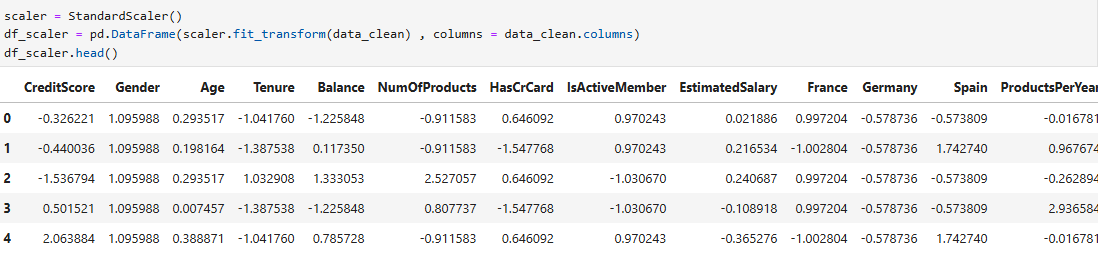 scaler = StandardScaler()
df_scaler = pd.DataFrame(scaler.fit_transform(data_clean) , columns = data_clean.columns)
df_scaler.head()
CreditScore Gender Age Tenure Balance NumOfProducts HasCrCard IsActiveMember EstimatedSalary France Germany Spain ProductsPerYear
0 -0.326221 1.095988 0.293517 -1.041760 -1.225848 -0.911583 0.646092 0.970243 0.021886 0.997204 -0.578736 -0.573809 -0.016781
1 -0.440036 1.095988 0.198164 -1.387538 0.117350 -0.911583 -1.547768 0.970243 0.216534 -1.002804 -0.578736 1.742740 0.967674
2 -1.536794 1.095988 0.293517 1.032908 1.333053 2.527057 0.646092 -1.030670 0.240687 0.997204 -0.578736 -0.573809 -0.262894
3 0.501521 1.095988 0.007457 -1.387538 -1.225848 0.807737 -1.547768 -1.030670 -0.108918 0.997204 -0.578736 -0.573809 2.936584
4 2.063884 1.095988 0.388871 -1.041760 0.785728 -0.911583 0.646092 0.970243 -0.365276 -1.002804 -0.578736 1.742740 -0.016781